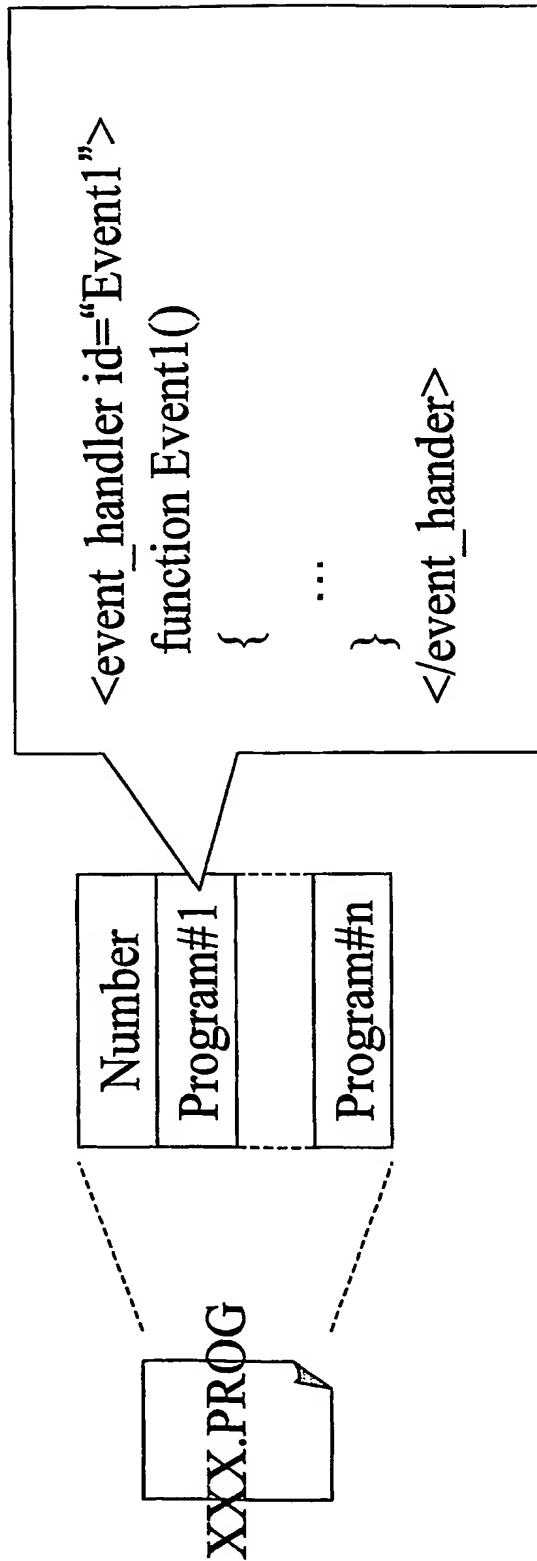 XXX.PROG
Number
Program#1
Program#n
<event_handler id=“Event1”>
function Event1()
{
...
}
</event_hander>